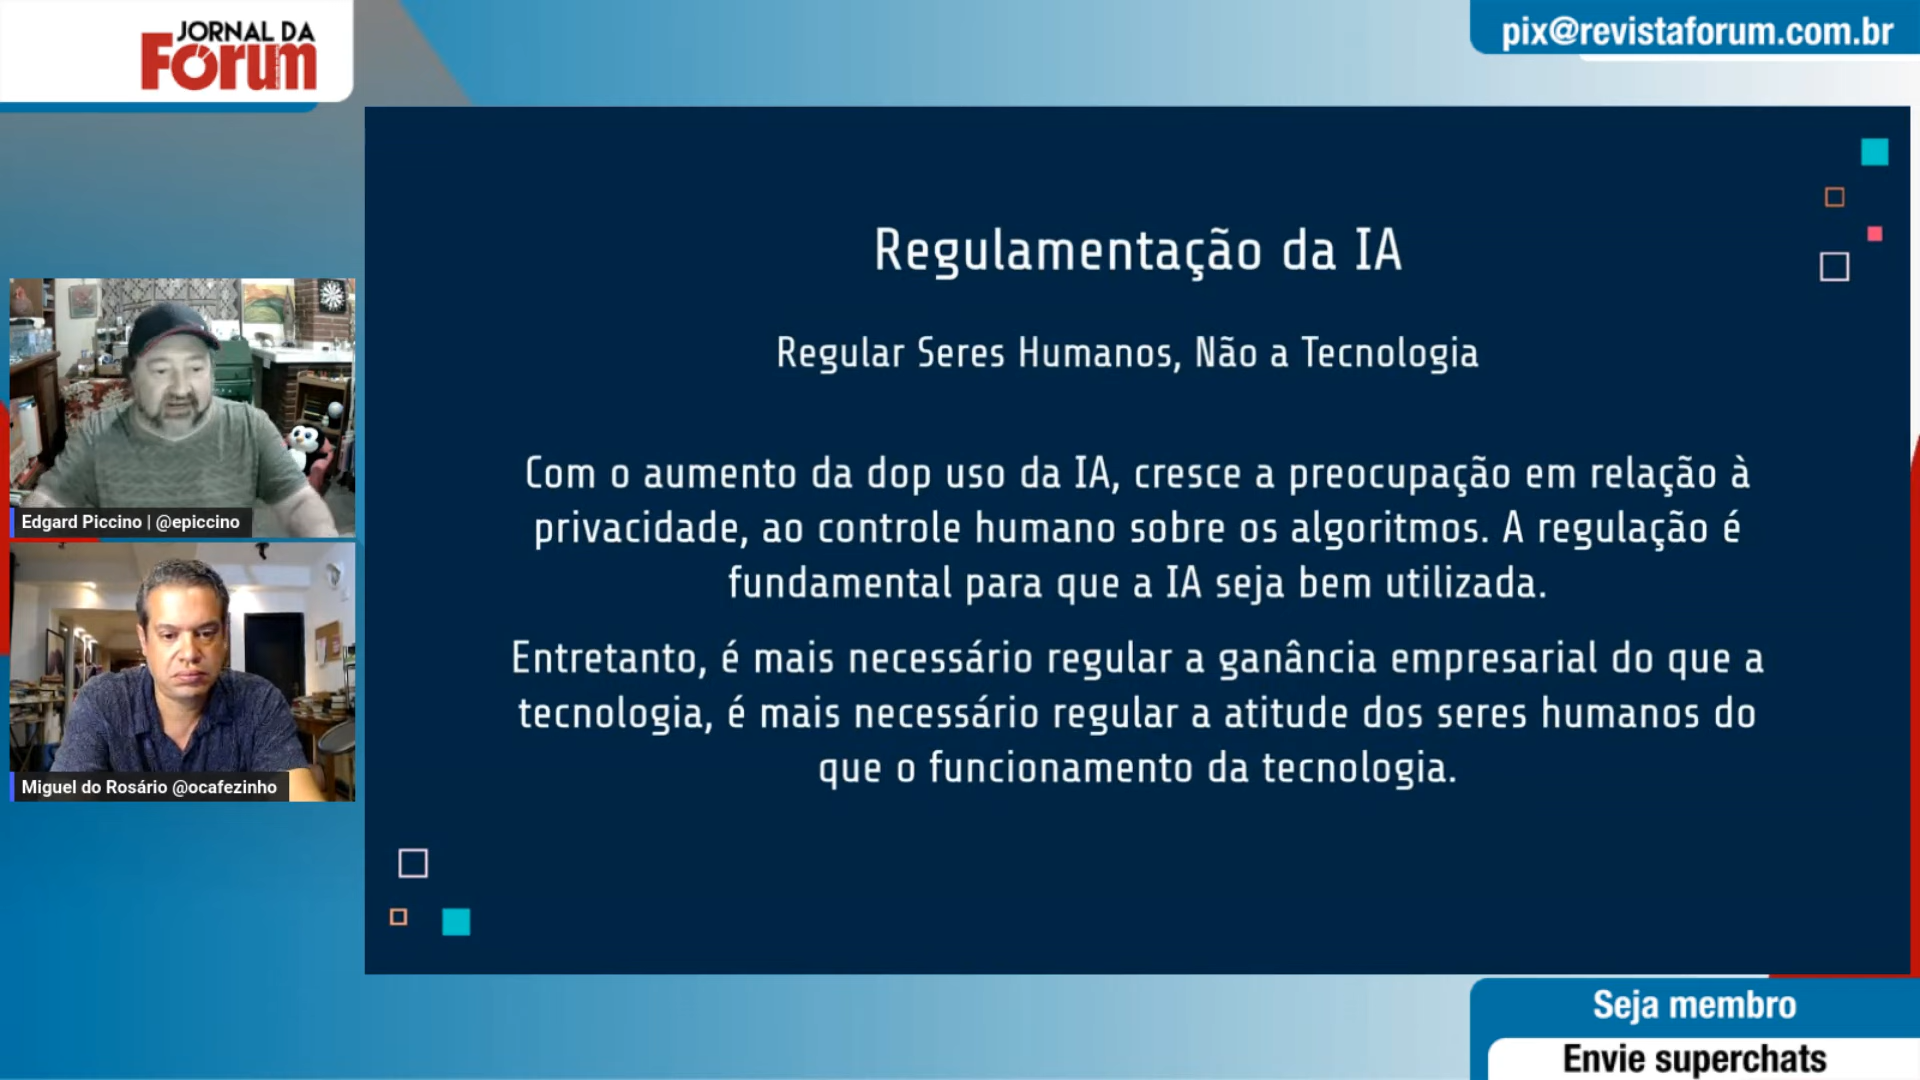 JORNAL DA
Fórum
pix@revistaforum.com.br
Regulamentação da IA
Regular Seres Humanos, Não a Tecnologia
Com o aumento da dop uso da IA, cresce a preocupação em relação à
privacidade, ao controle humano sobre os algoritmos. A regulação é
fundamental para que a IA seja bem utilizada.
Entretanto, é mais necessário regular a ganância empresarial do que a
tecnologia, é mais necessário regular a atitude dos seres humanos do
que o funcionamento da tecnologia.
Edgard Piccino | @epiccino
Miguel do Rosário @ocafezinho
Seja membro
Envie superchats